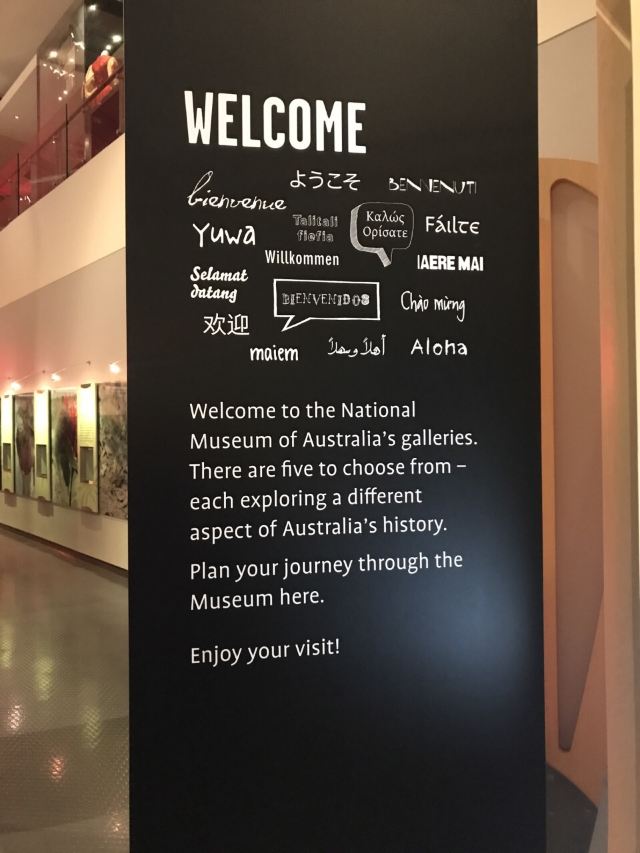 WELCOME
ようこそ
BENVENUTI
bienvenue
Talitali
fiefia
Καλώς
Ορίσατε
Fáilte
Yuwa
Willkommen
IAERE MAI
Selamat
datang
BIENVENIDOS
Chào mừng
欢迎
maiem
أهلاً وسهلاً
Aloha
Welcome to the National
Museum of Australia’s galleries.
There are five to choose from –
each exploring a different
aspect of Australia’s history.
Plan your journey through the
Museum here.
Enjoy your visit!